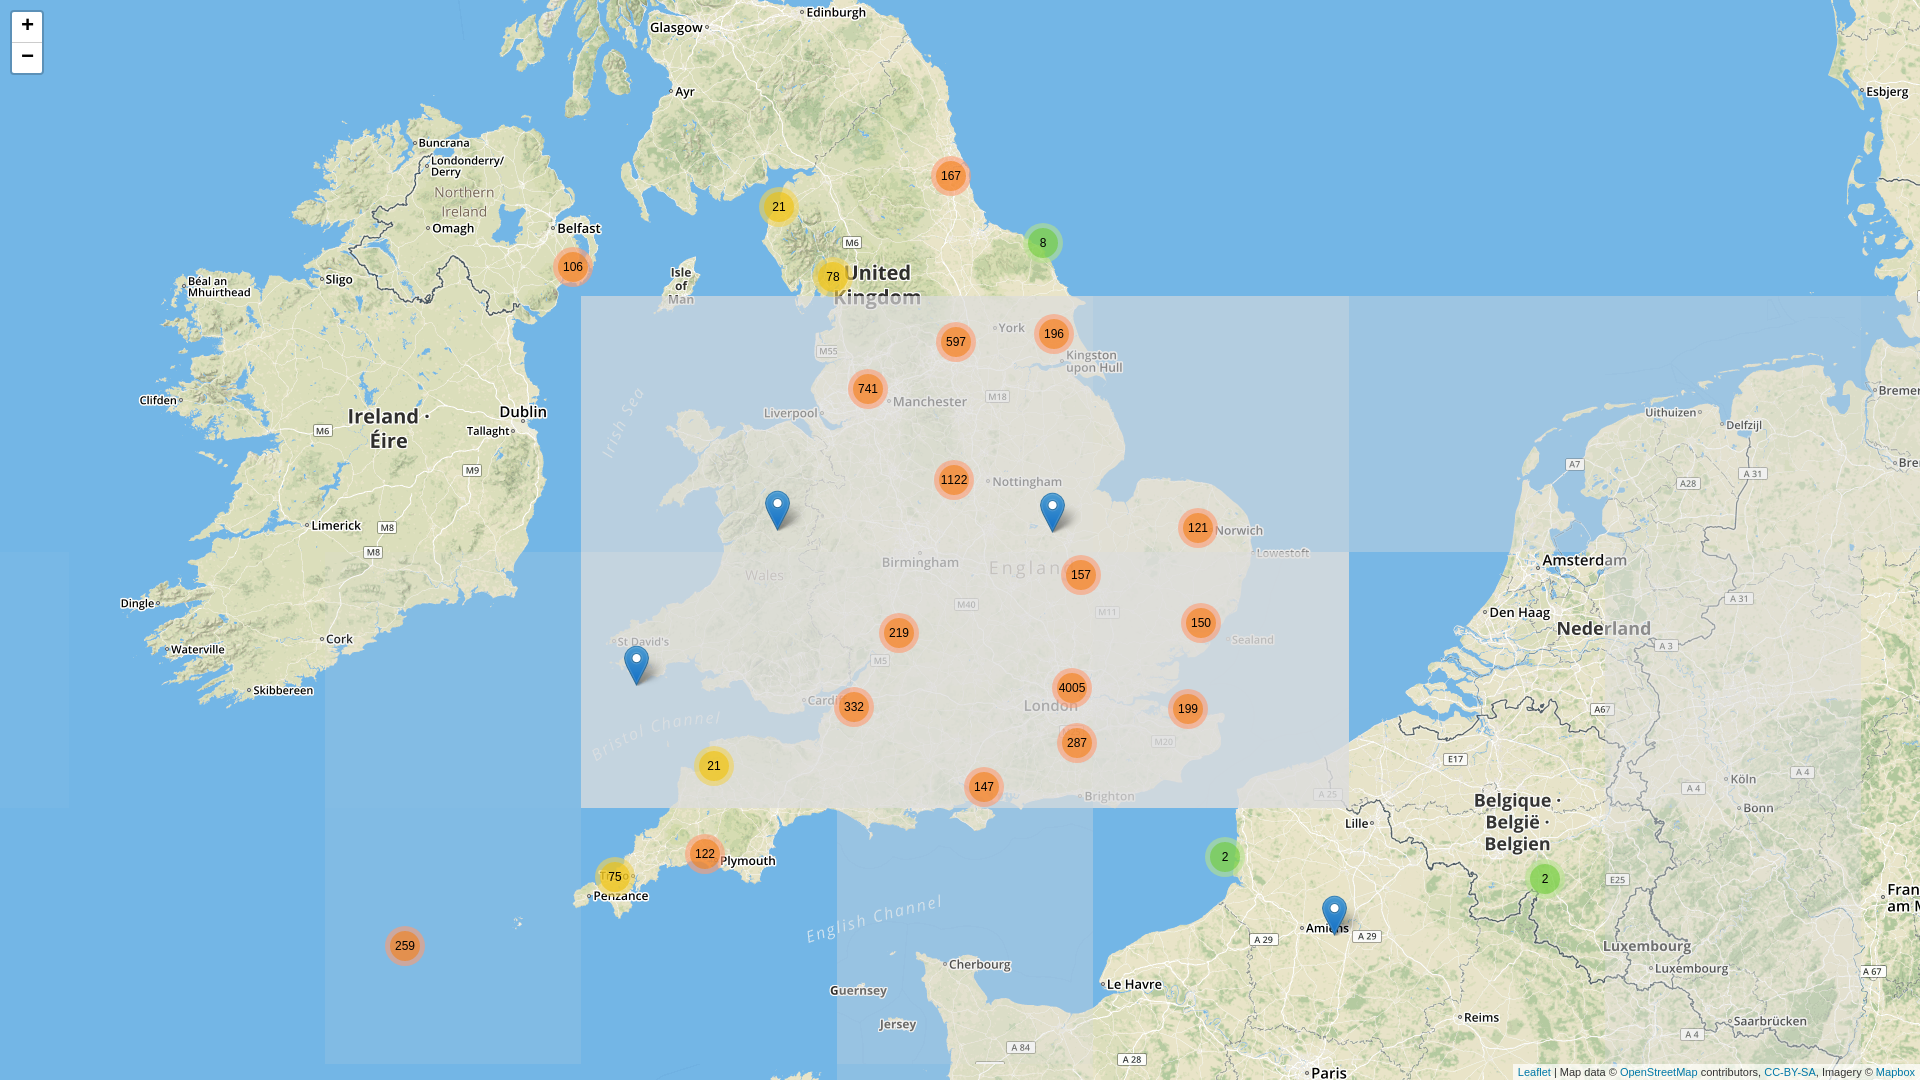 +
−
Edinburgh
Glasgow
Ayr
Esbjerg
Buncrana
Londonderry/
Derry
Northern
Ireland
Omagh
Belfast
167
21
M6
8
106
Isle
of
Man
78
United
Kingdom
Sligo
Béal an
Mhuirthead
York
196
597
M55
Kingston
upon Hull
741
Manchester
M18
Irish Sea
Liverpool
Clifden
Dublin
Ireland ·
Éire
M6
Tallaght
M9
Uithuizen
Delfzijl
A7
A 31
A28
1122
Nottingham
Limerick
M8
M8
121
Norwich
Lowestoft
Birmingham
Wales
157
Amsterdam
Dingle
M40
M11
A 31
Den Haag
Nederland
219
150
Sealand
St David's
Cork
Waterville
M5
A 3
Skibbereen
4005
Cardi
332
London
199
A67
Bristol Channel
287
M20
E17
21
147
Brighton
A 25
Köln
A 4
A 4
Bonn
Belgique ·
België ·
Belgien
Lille
122
Plymouth
75
Penzance
2
2
E25
English Channel
259
Amiens
A 29
A 29
Luxembourg
Luxembourg
A 67
Cherbourg
Le Havre
Guernsey
Jersey
Reims
Saarbrücken
A 4
A 84
A 28
Paris
Leaflet | Map data © OpenStreetMap contributors, CC-BY-SA, Imagery © Mapbox